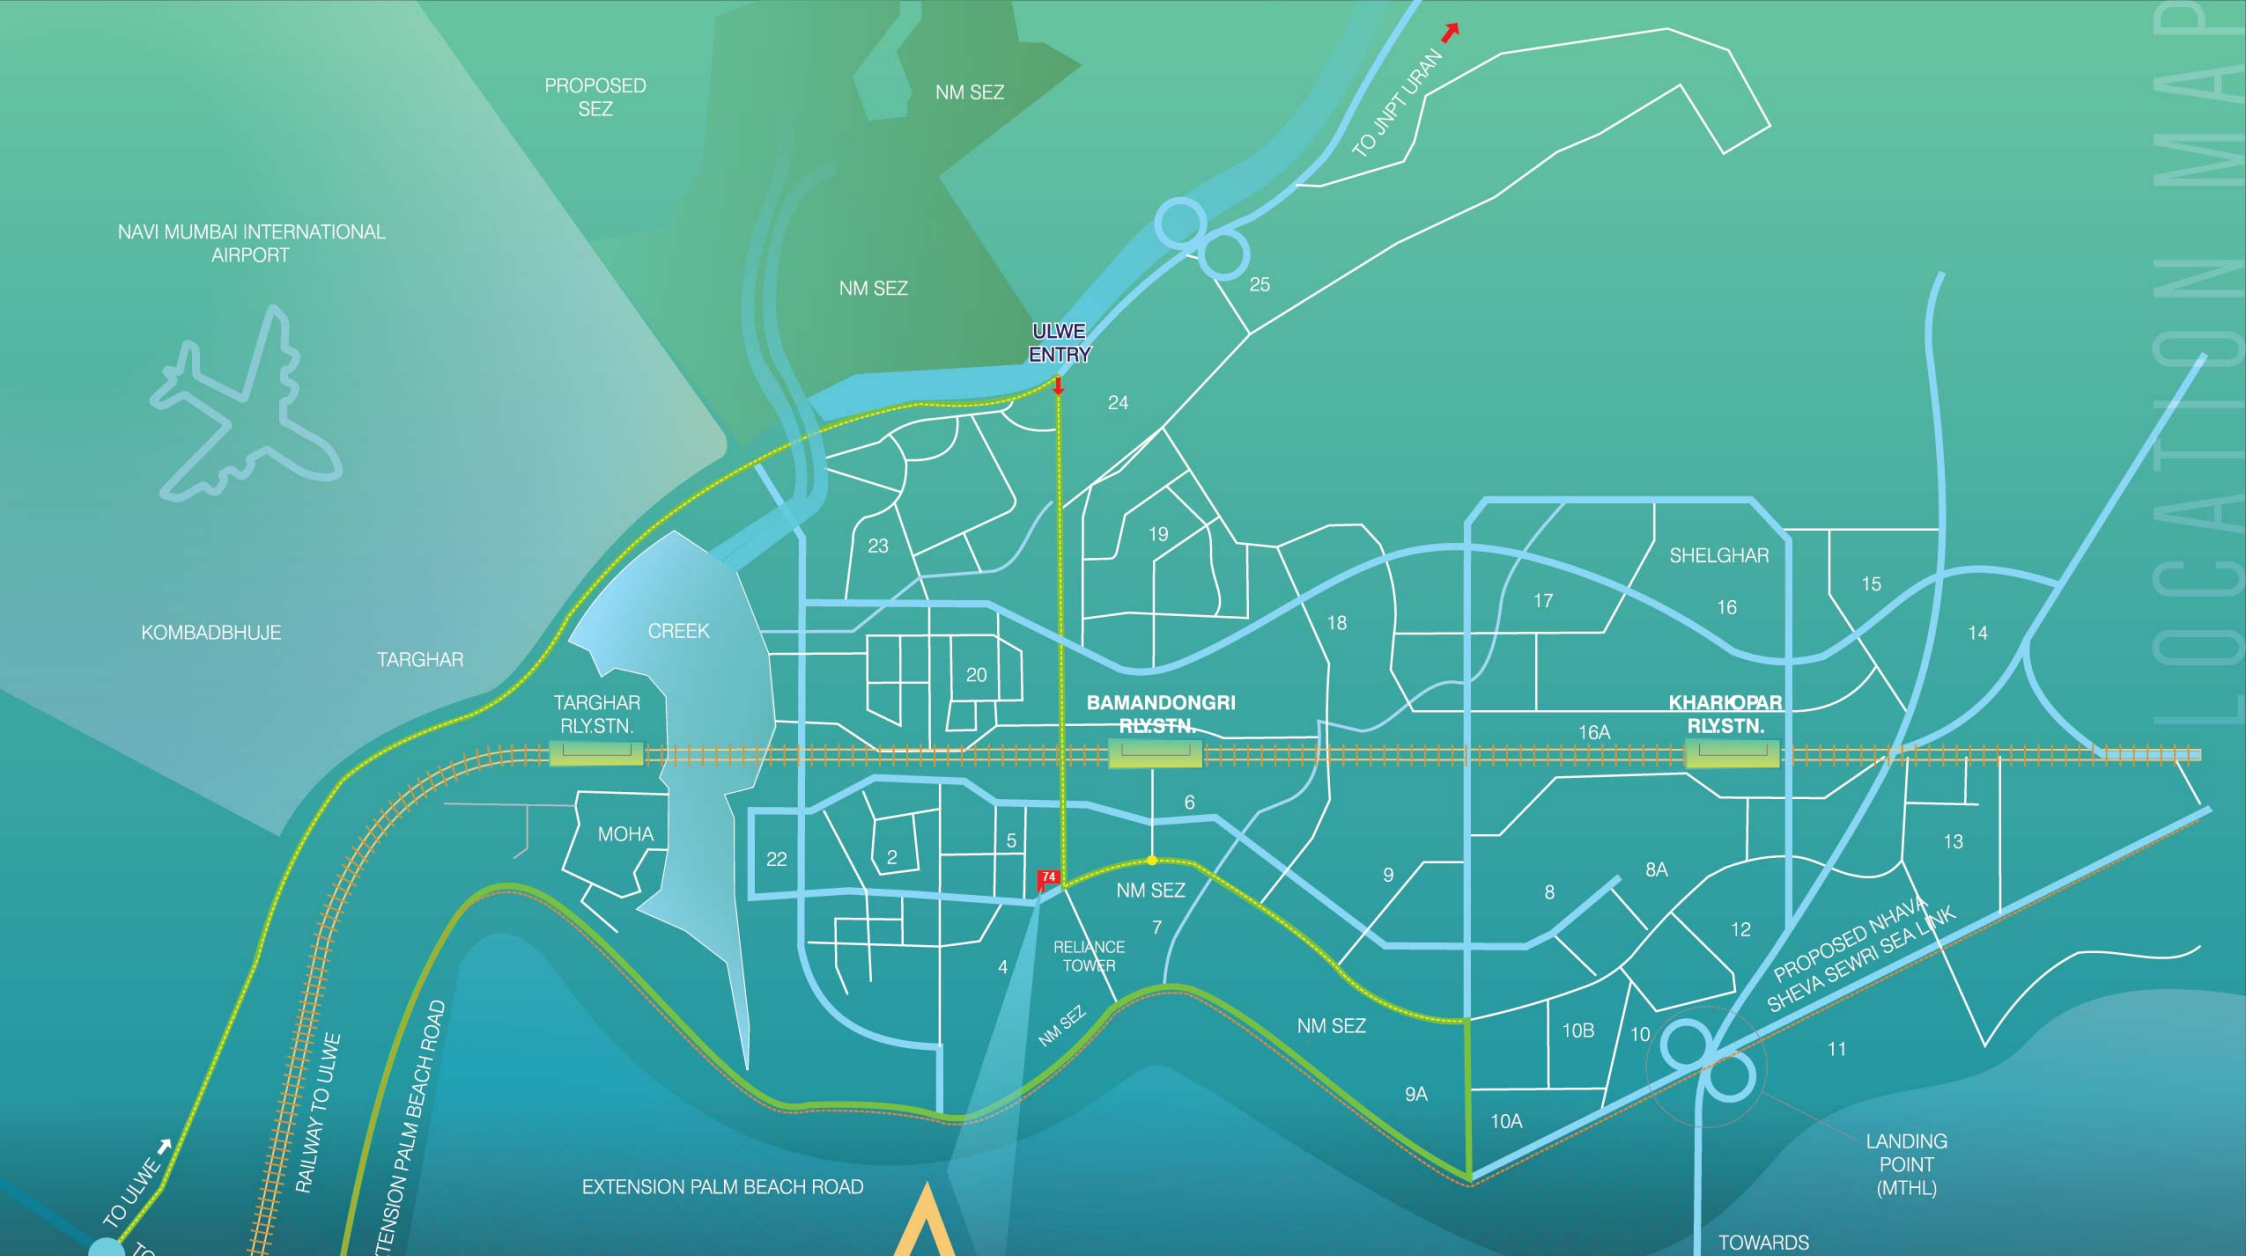 PROPOSED
SEZ
NM SEZ
TO JNPT URAN
LOCATION MAP
NAVI MUMBAI INTERNATIONAL
AIRPORT
NM SEZ
25
ULWE
ENTRY
24
19
23
SHELGHAR
15
17
16
18
14
CREEK
KOMBADBHUJE
TARGHAR
20
TARGHAR
RLY.STN.
BAMANDONGRI
RLY.STN.
KHARKOPAR
RLY.STN.
16A
6
MOHA
5
2
22
13
9
8A
8
74
NM SEZ
7
12
RELIANCE
TOWER
4
PROPOSED NHAVA
SHEVA SEWRI SEA LINK
NM SEZ
NM SEZ
10B
10
11
9A
10A
RAILWAY TO ULWE
EXTENSION PALM BEACH ROAD
LANDING
POINT
(MTHL)
TO ULWE
EXTENSION PALM BEACH ROAD
TO
TOWARDS